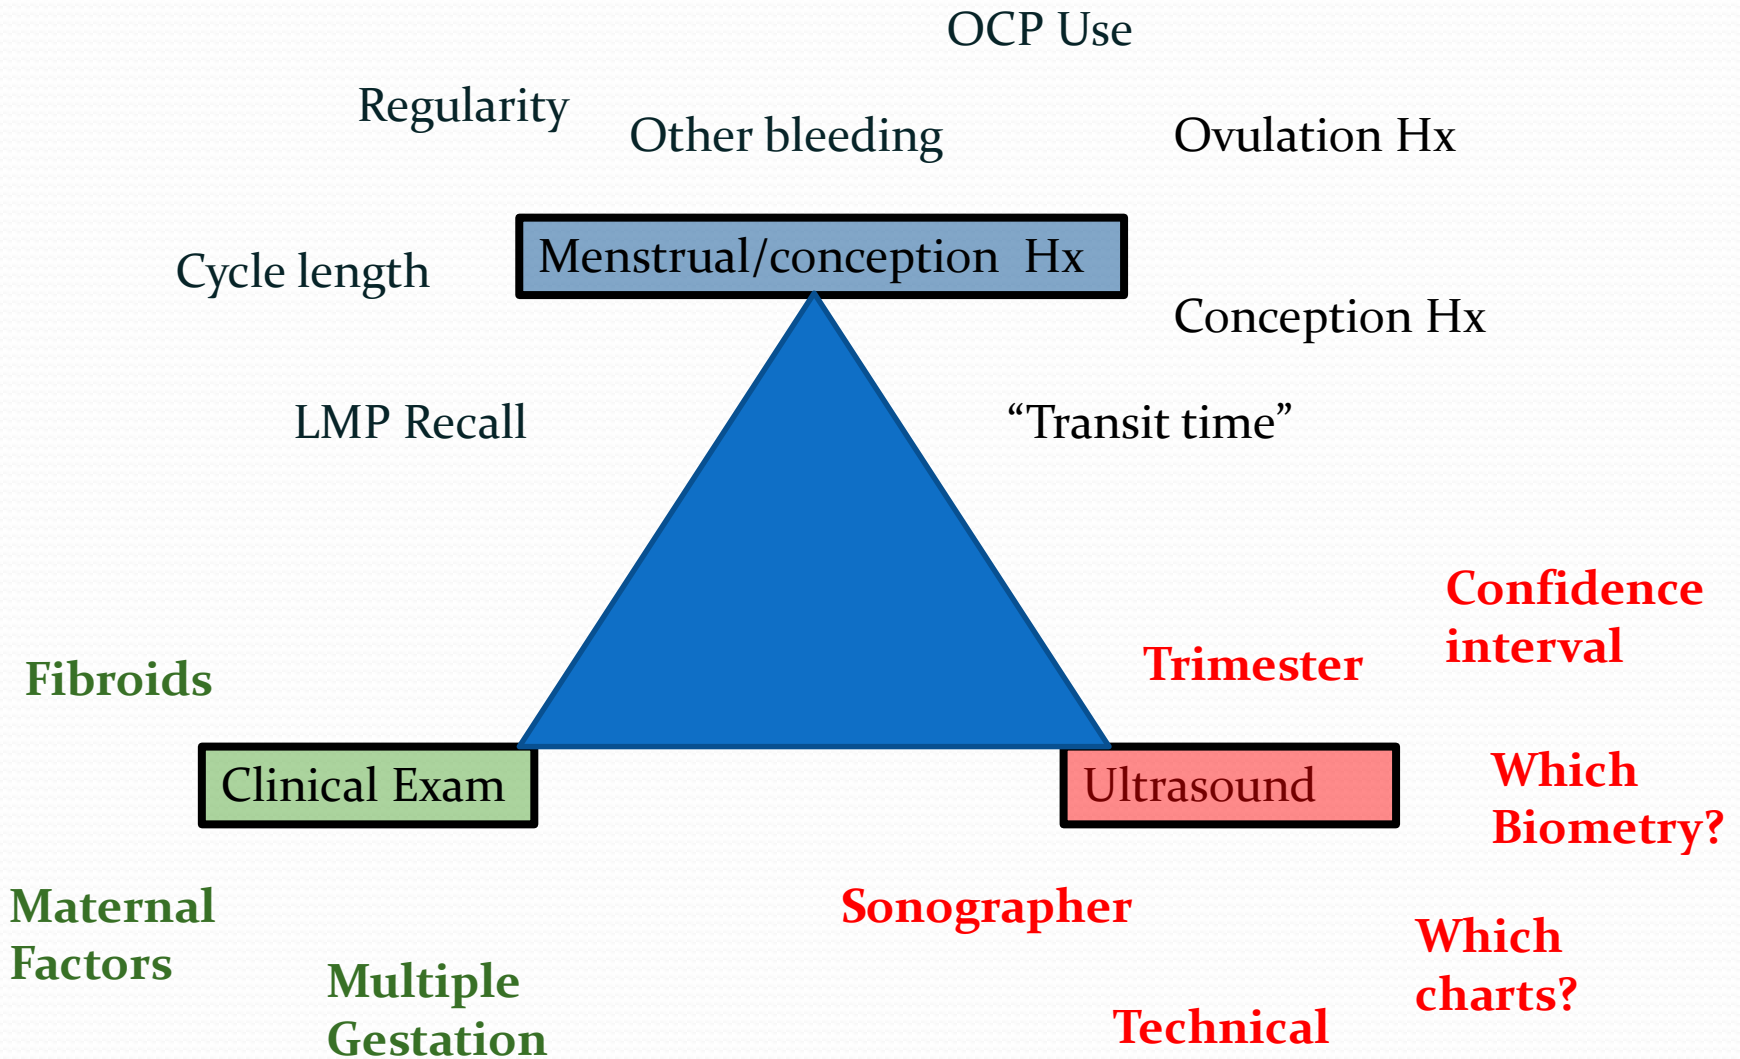 OCP Use
Regularity
Other bleeding
Ovulation Hx
Menstrual/conception Hx
Cycle length
Conception Hx
LMP Recall
“Transit time”
Confidence
interval
Trimester
Fibroids
Clinical Exam
Ultrasound
Which
Biometry?
Maternal
Factors
Sonographer
Which
charts?
Multiple
Gestation
Technical